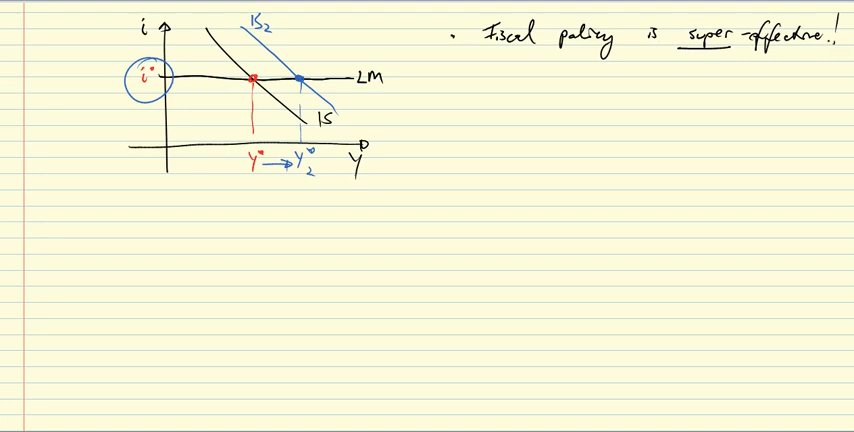 i
IS₂
· Fiscal policy is super-effective!
i*
LM
IS
Y* → Y₂*
Y